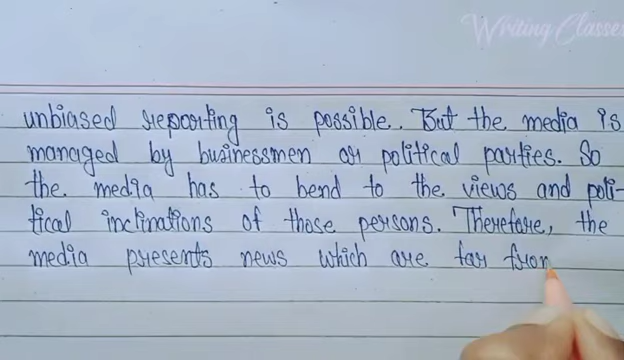 Writing Classes
unbiased reporting is possible. But the media is
managed by businessmen or political parties. So
the media has to bend to the views and poli-
tical inclinations of those persons. Therefore, the
media presents news which are far from